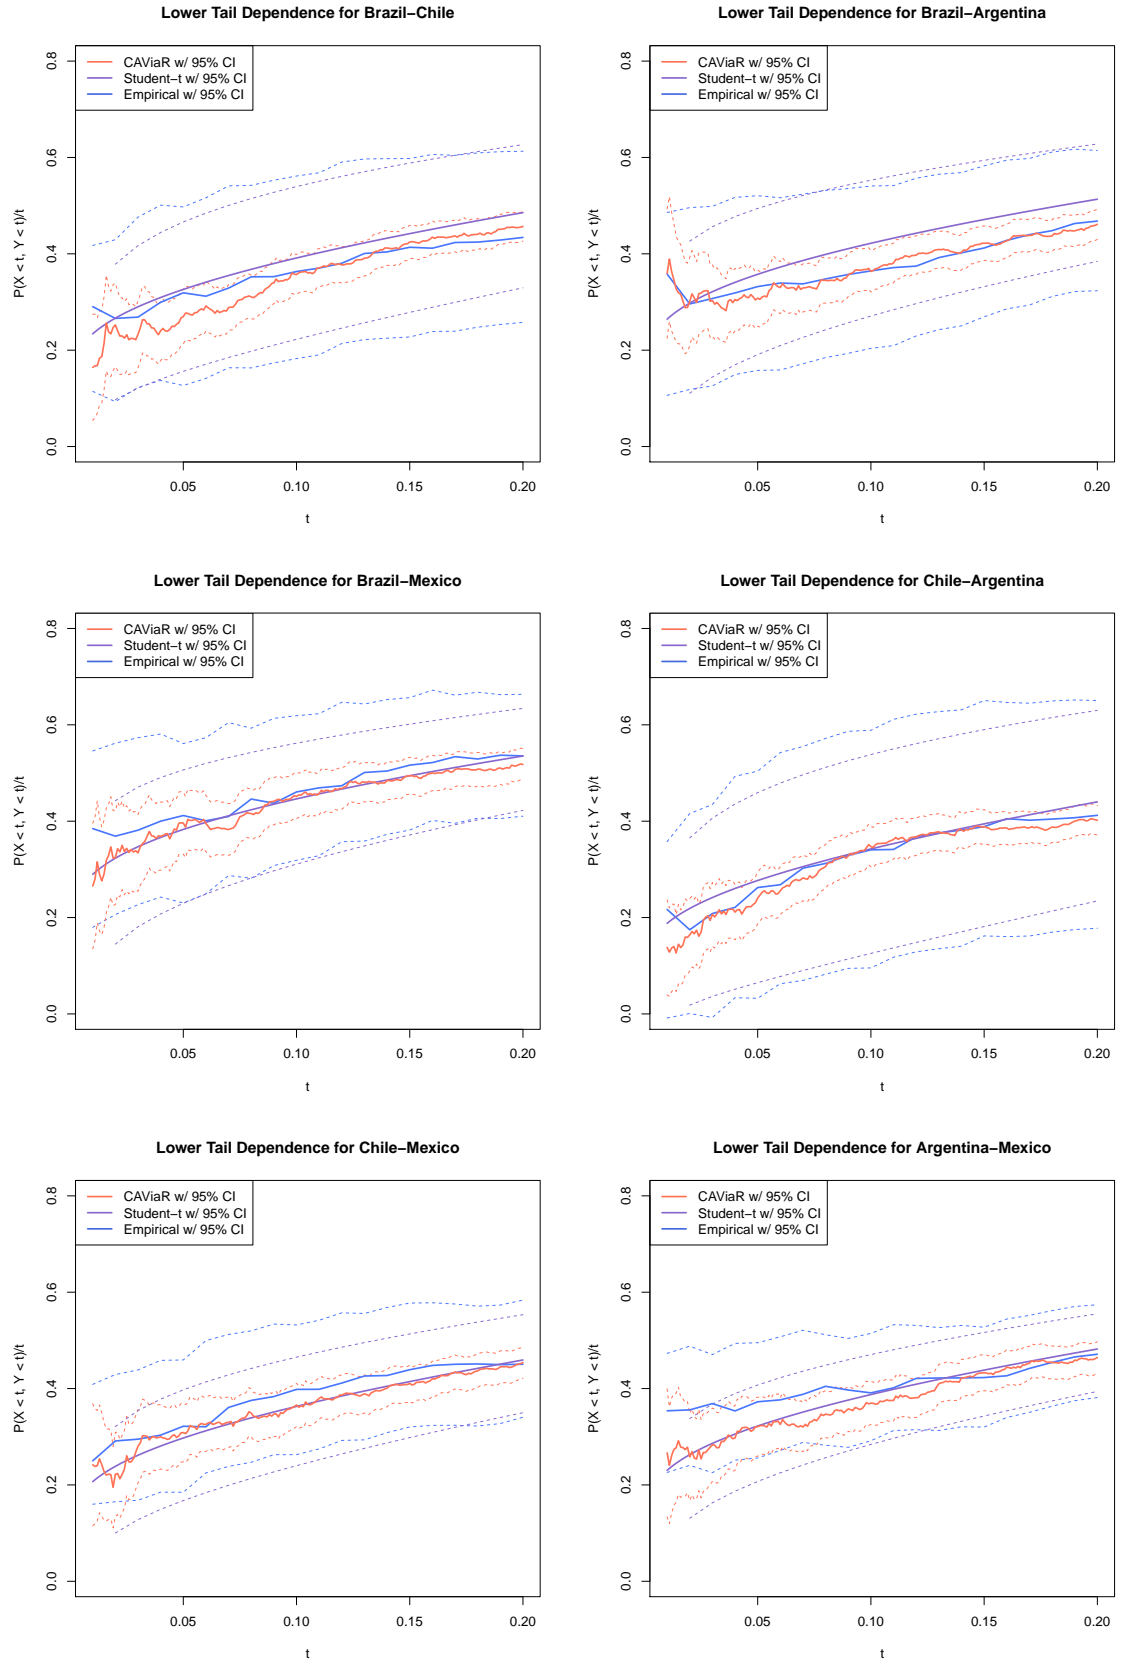 Lower Tail Dependence for Brazil−Chile
CAViaR w/ 95% CI
Student−t w/ 95% CI
Empirical w/ 95% CI
P(X < t, Y < t)/t
0.8
0.6
0.4
0.2
0.0
0.05 0.10 0.15 0.20
t
Lower Tail Dependence for Brazil−Argentina
CAViaR w/ 95% CI
Student−t w/ 95% CI
Empirical w/ 95% CI
P(X < t, Y < t)/t
0.8
0.6
0.4
0.2
0.0
0.05 0.10 0.15 0.20
t
Lower Tail Dependence for Brazil−Mexico
CAViaR w/ 95% CI
Student−t w/ 95% CI
Empirical w/ 95% CI
P(X < t, Y < t)/t
0.8
0.6
0.4
0.2
0.0
0.05 0.10 0.15 0.20
t
Lower Tail Dependence for Chile−Argentina
CAViaR w/ 95% CI
Student−t w/ 95% CI
Empirical w/ 95% CI
P(X < t, Y < t)/t
0.8
0.6
0.4
0.2
0.0
0.05 0.10 0.15 0.20
t
Lower Tail Dependence for Chile−Mexico
CAViaR w/ 95% CI
Student−t w/ 95% CI
Empirical w/ 95% CI
P(X < t, Y < t)/t
0.8
0.6
0.4
0.2
0.0
0.05 0.10 0.15 0.20
t
Lower Tail Dependence for Argentina−Mexico
CAViaR w/ 95% CI
Student−t w/ 95% CI
Empirical w/ 95% CI
P(X < t, Y < t)/t
0.8
0.6
0.4
0.2
0.0
0.05 0.10 0.15 0.20
t